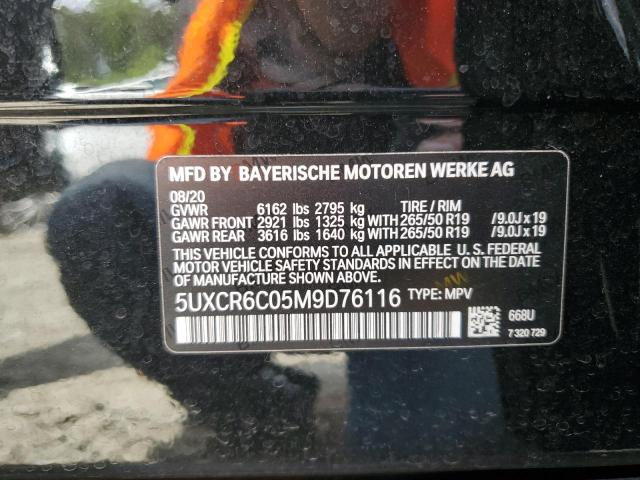 MFD BY BAYERISCHE MOTOREN WERKE AG
08/20
GVWR 6162 lbs 2795 kg TIRE / RIM
GAWR FRONT 2921 lbs 1325 kg WITH 265/50 R19 /9.0J x 19
GAWR REAR 3616 lbs 1640 kg WITH 265/50 R19 /9.0J x 19
THIS VEHICLE CONFORMS TO ALL APPLICABLE U.S. FEDERAL
MOTOR VEHICLE SAFETY STANDARDS IN EFFECT ON THE DATE
OF MANUFACTURE SHOWN ABOVE.
5UXCR6C05M9D76116 TYPE: MPV
668U
7 320 729